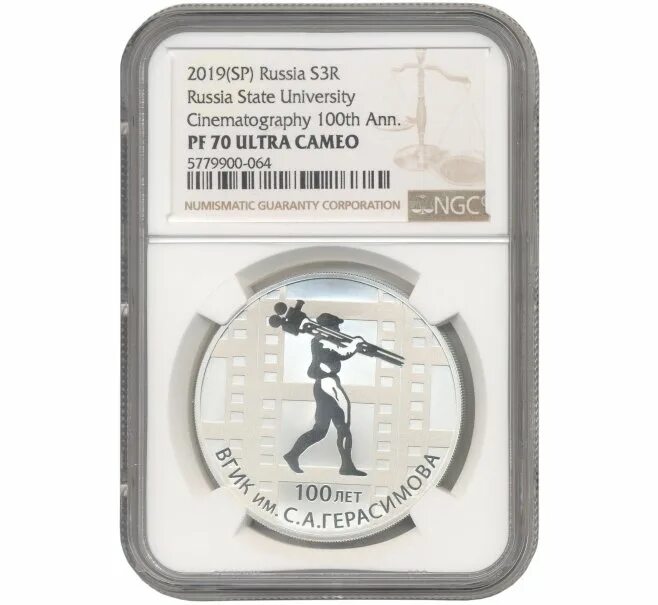 2019(SP) Russia S3R
Russia State University
Cinematography 100th Ann.
PF 70 ULTRA CAMEO
5779900-064
NUMISMATIC GUARANTY CORPORATION
NGC
100 ЛЕТ
ВГИК ИМ. С.А.ГЕРАСИМОВА